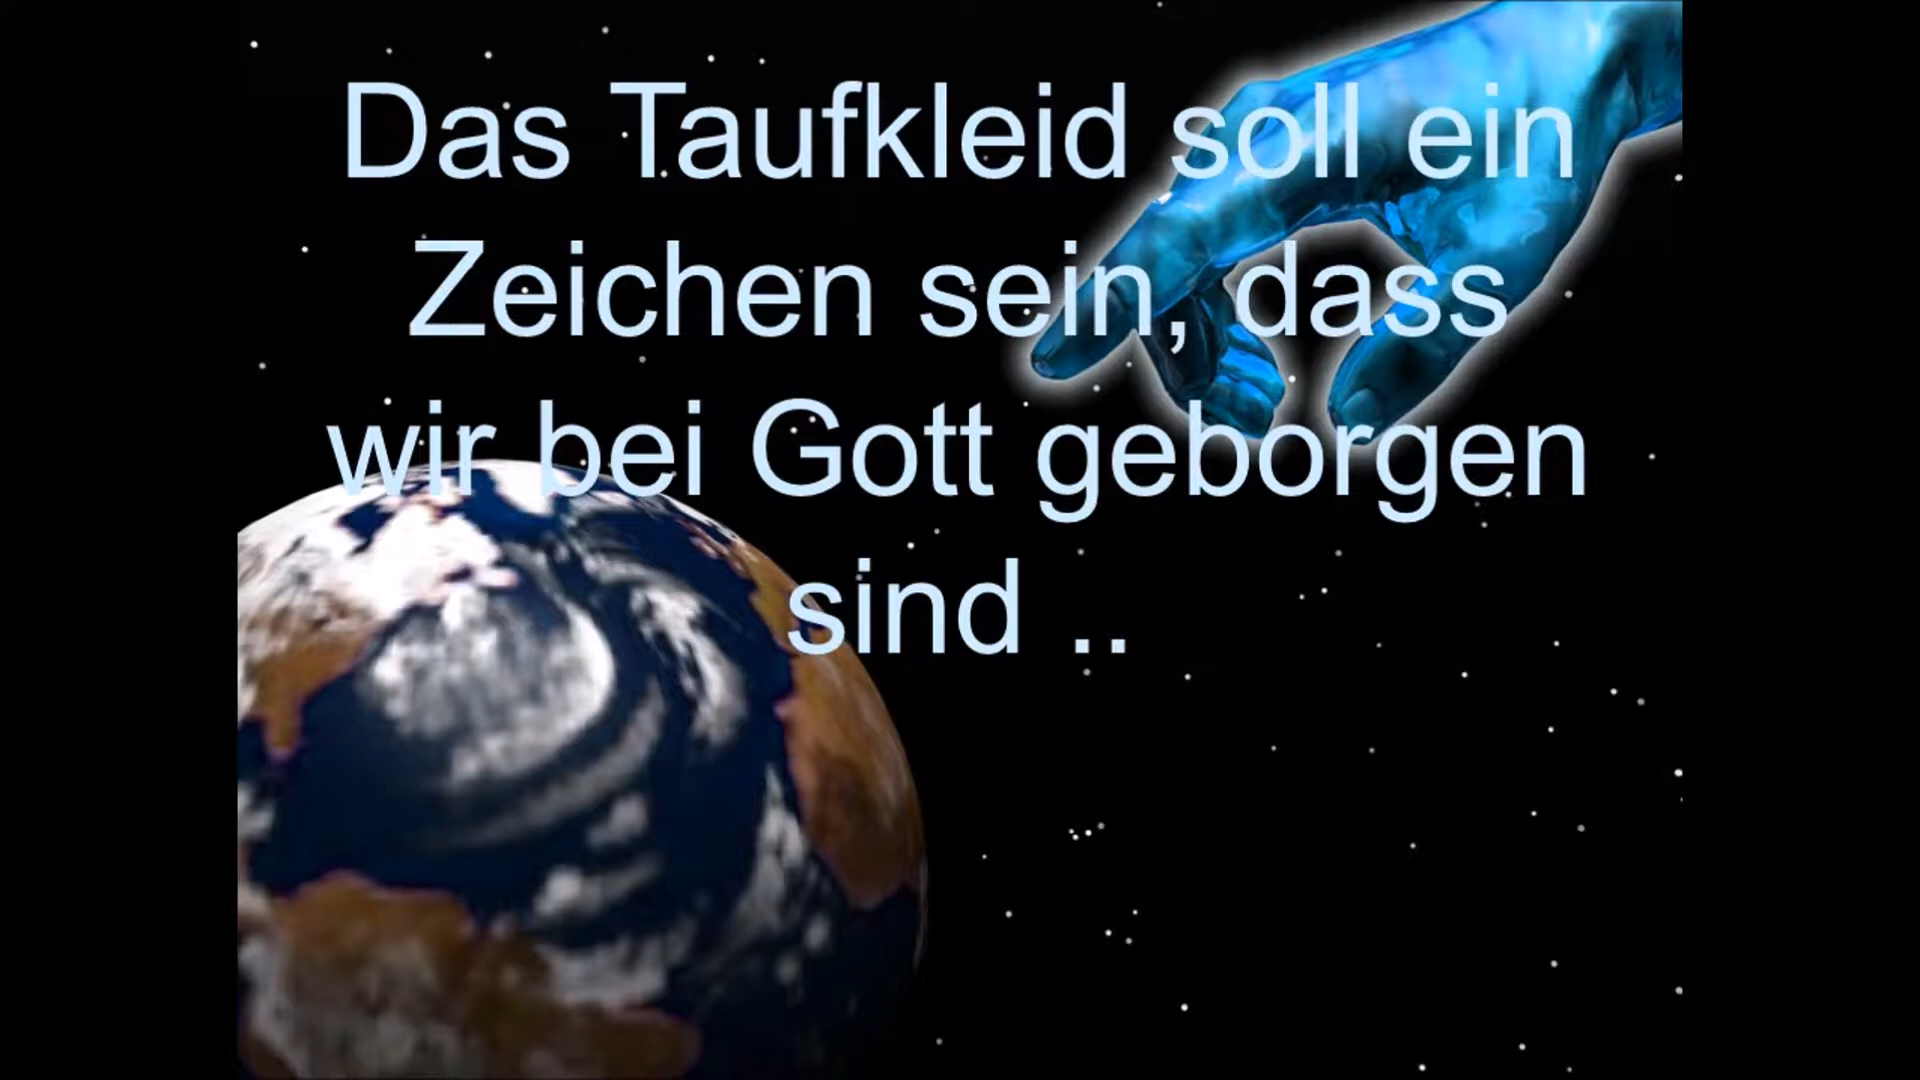 Das Taufkleid soll ein
Zeichen sein, dass
wir bei Gott geborgen
sind ..